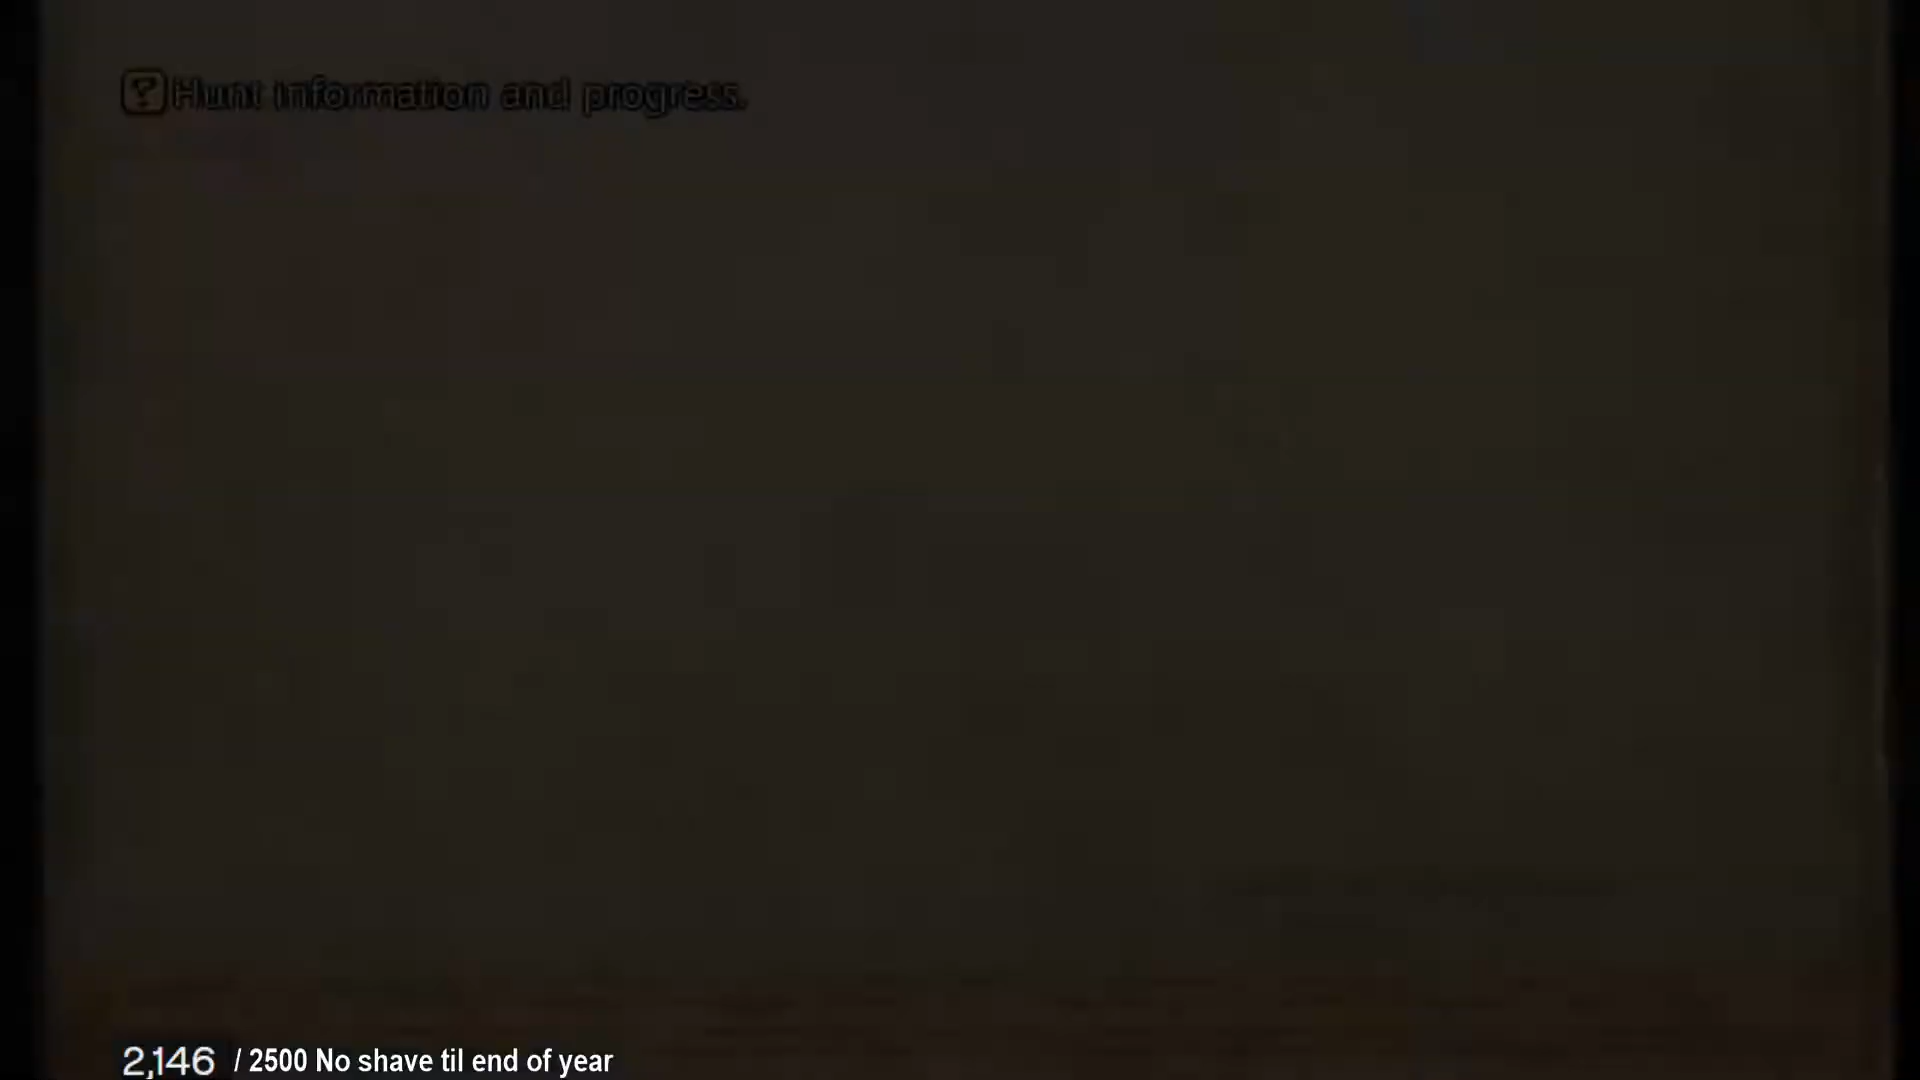 ? Hunt information and progress.
2,146 / 2500 No shave til end of year